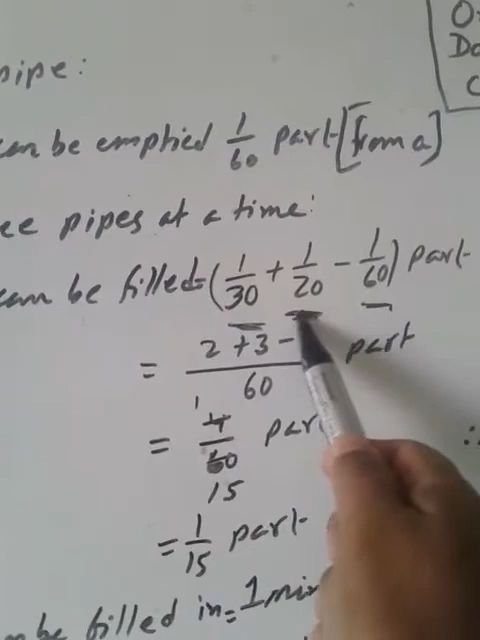 pipe:
can be emptied 1/60 part [from a]
ee pipes at a time:
can be filled = (1/30 + 1/20 - 1/60) part
= 2+3-/60 part
= 4/60 par
1
15
= 1/15 part
be filled in = 1 min